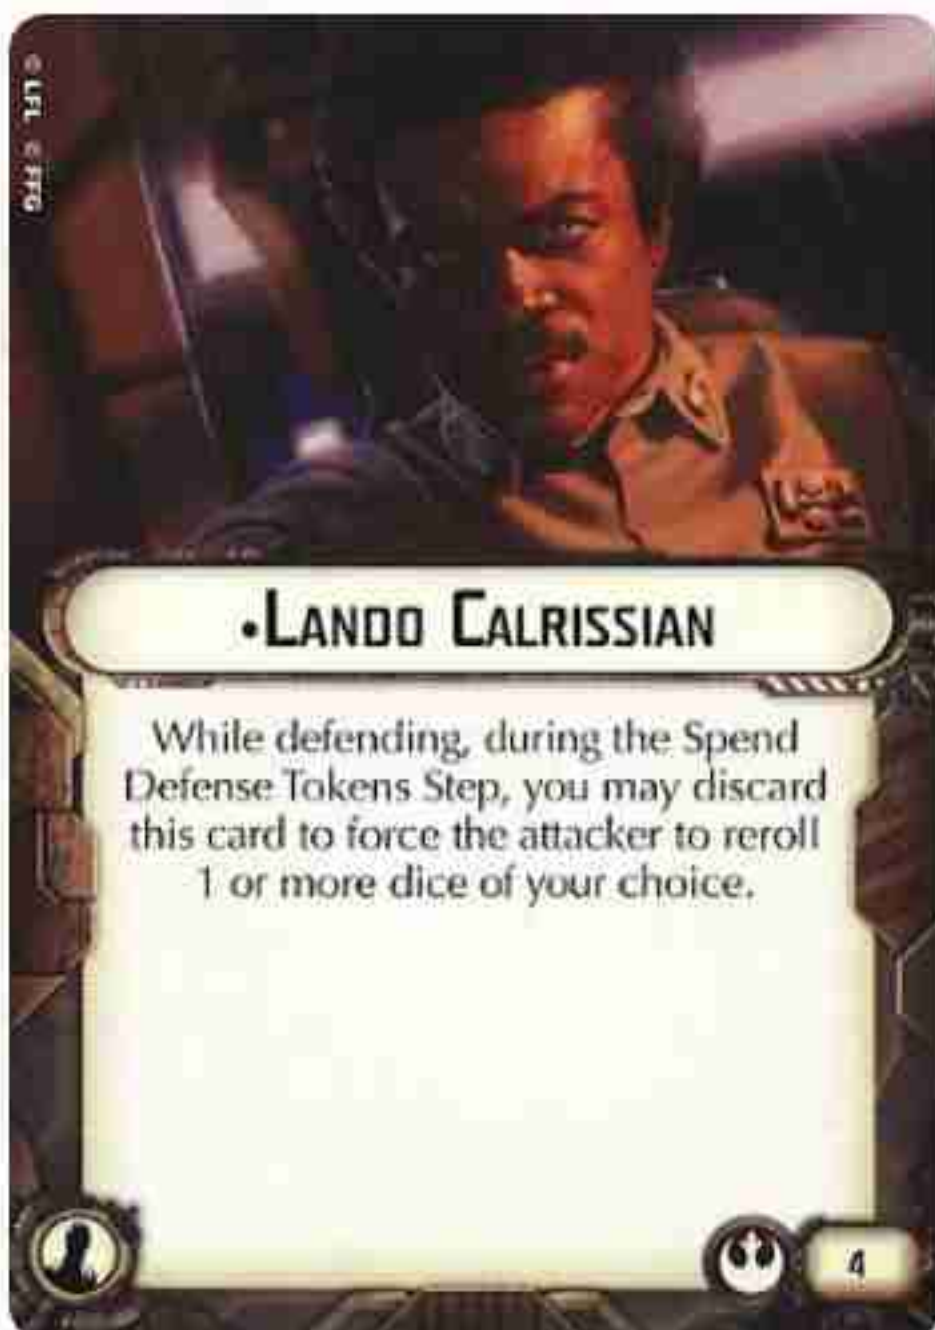 © LFL © FFG
•Lando Calrissian
While defending, during the Spend
Defense Tokens Step, you may discard
this card to force the attacker to reroll
1 or more dice of your choice.
4